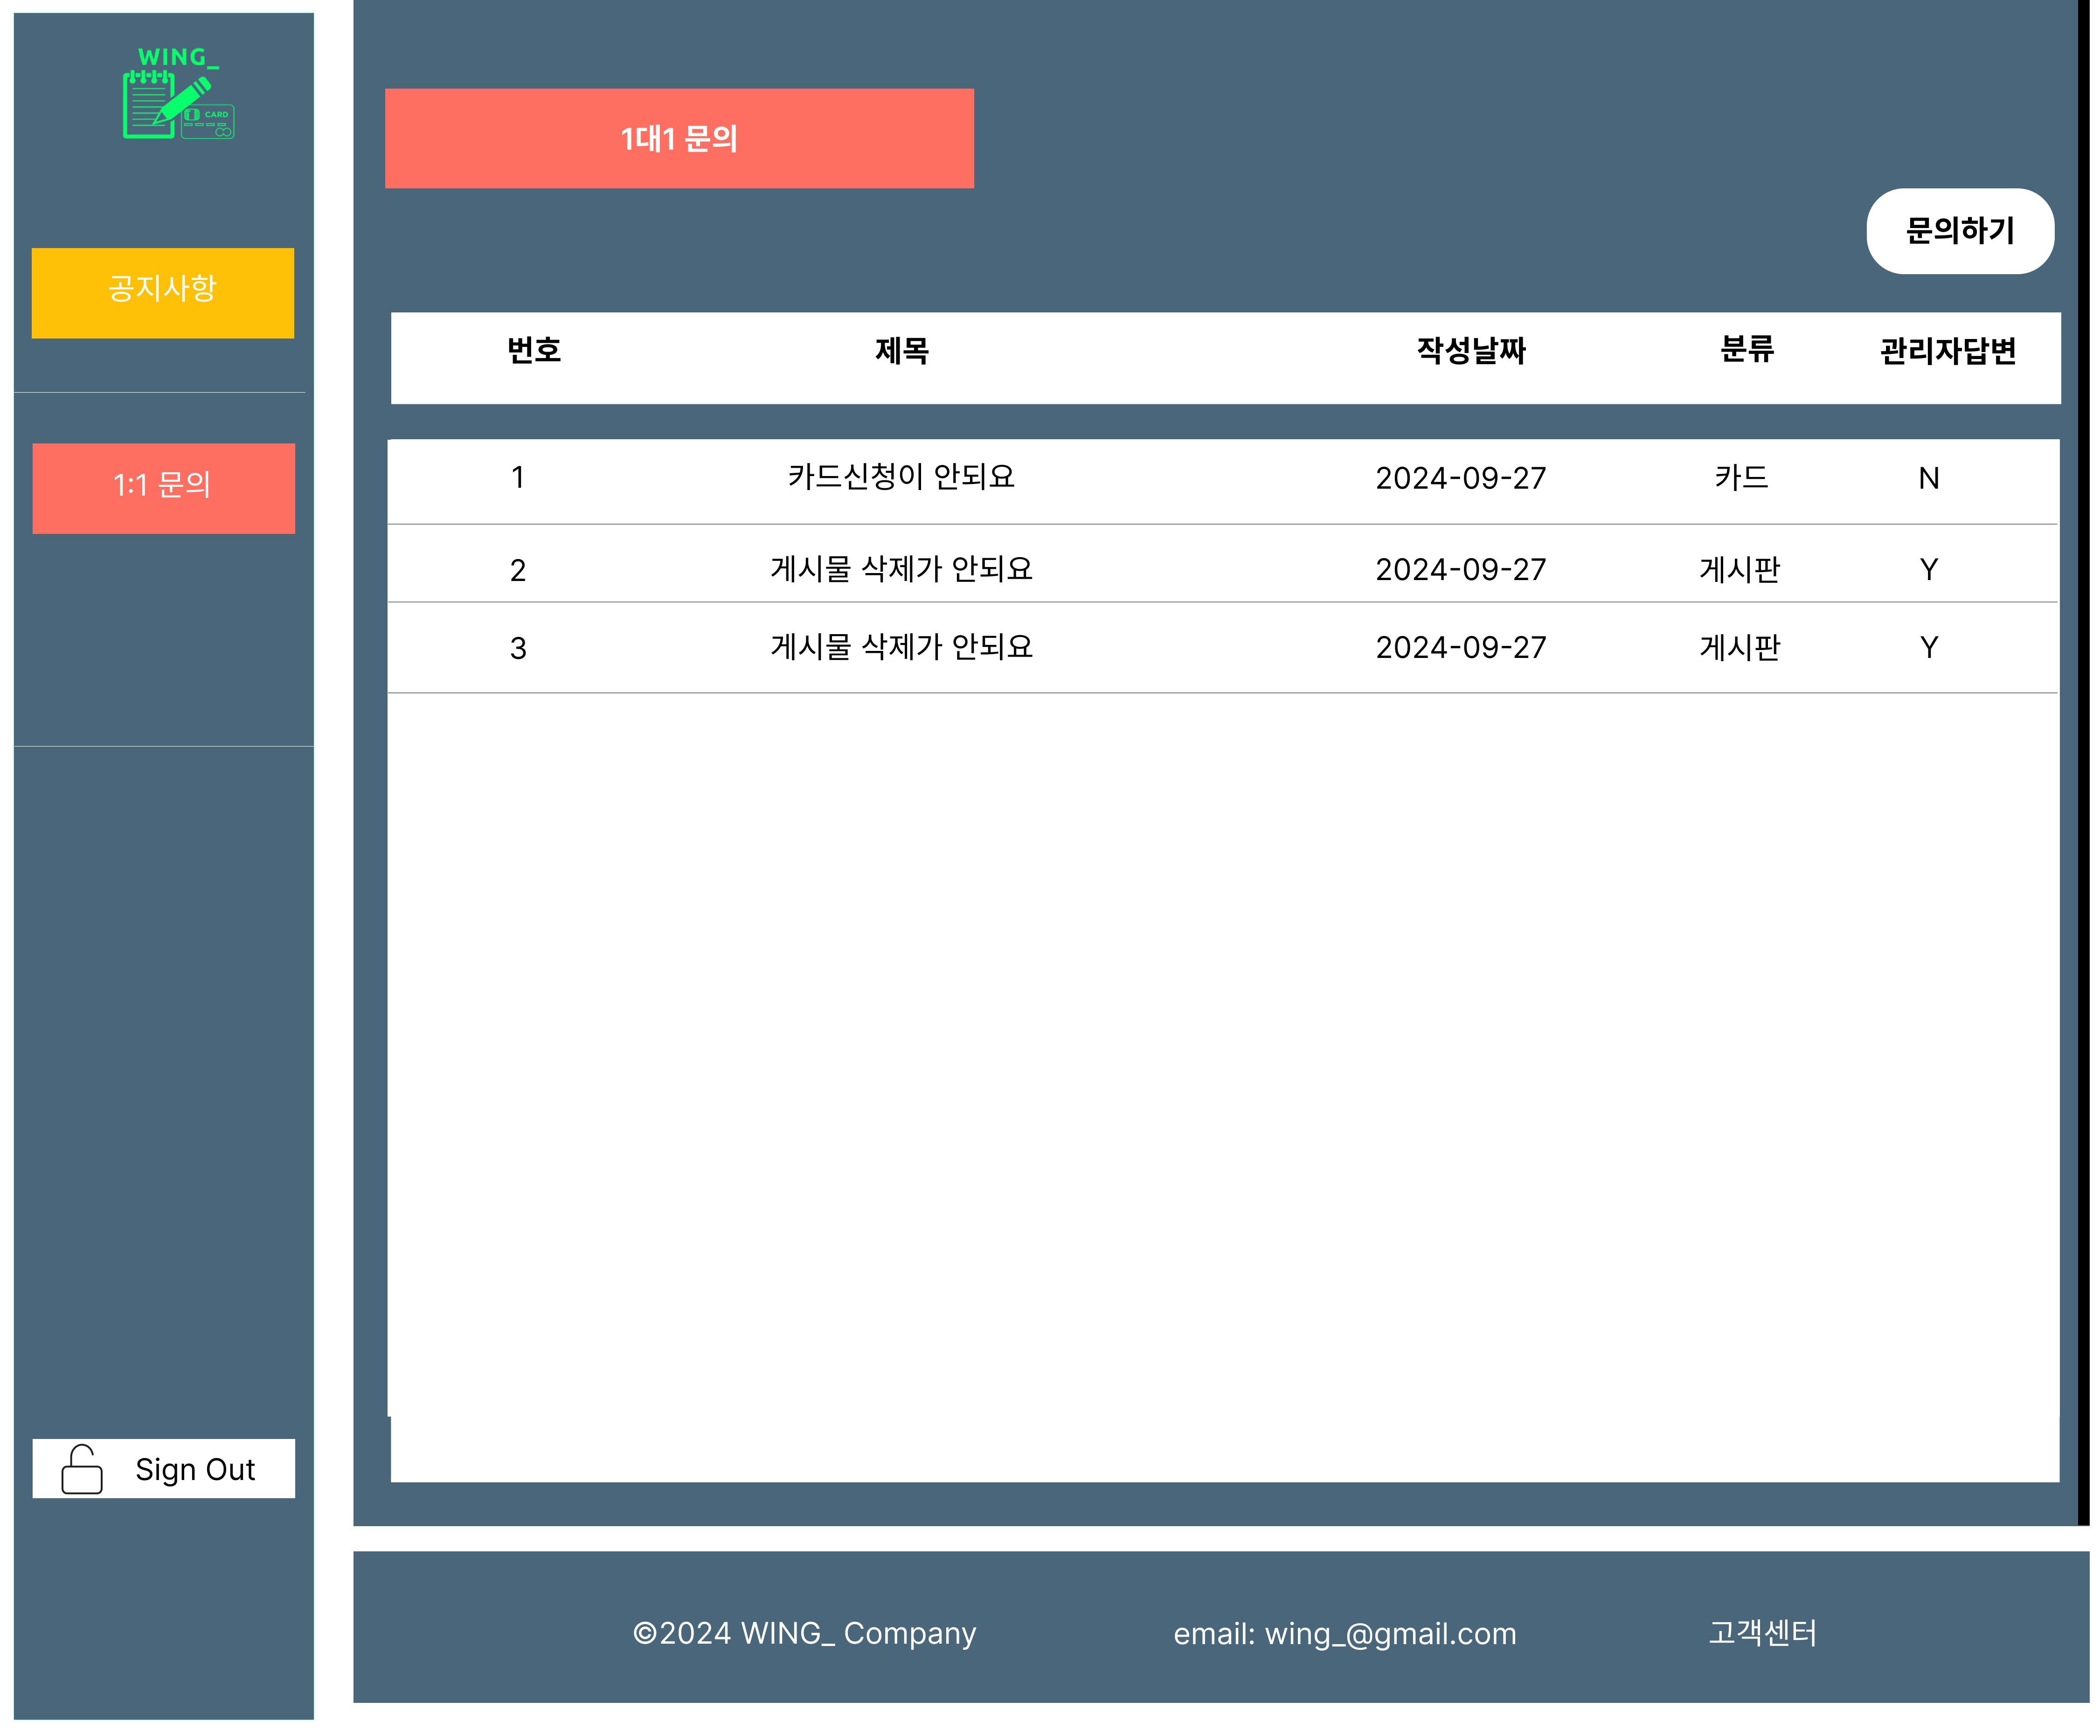 WING_
CARD
공지사항
1:1 문의
Sign Out
1대1 문의
문의하기
번호 제목 작성날짜 분류 관리자답변
1 카드신청이 안되요 2024-09-27 카드 N
2 게시물 삭제가 안되요 2024-09-27 게시판 Y
3 게시물 삭제가 안되요 2024-09-27 게시판 Y
©2024 WING_ Company email: wing_@gmail.com 고객센터